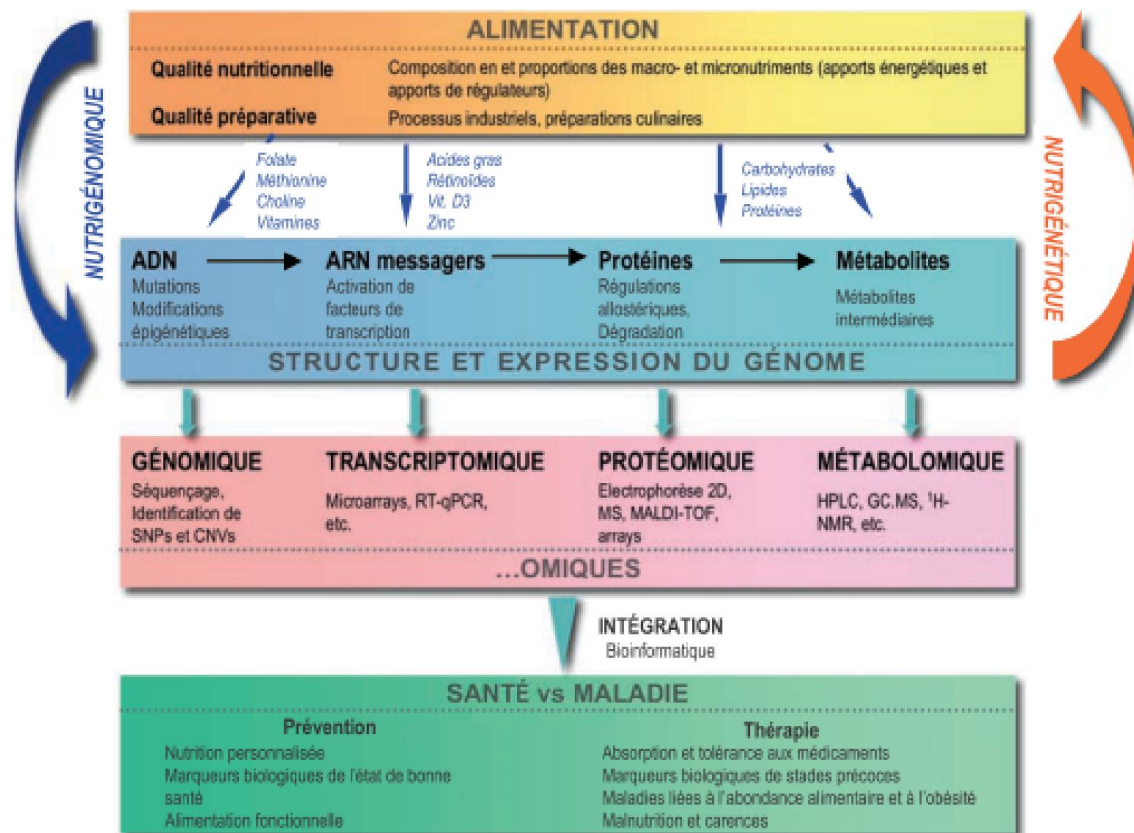 ALIMENTATION
Qualité nutritionnelle
Composition en et proportions des macro- et micronutriments (apports énergétiques et
apports de régulateurs)
Qualité préparative
Processus industriels, préparations culinaires
NUTRIGÉNOMIQUE
NUTRIGÉNÉTIQUE
Folate
Méthionine
Choline
Vitamines
Acides gras
Rétinoïdes
Vit. D3
Zinc
Carbohydrates
Lipides
Protéines
ADN
Mutations
Modifications
épigénétiques
ARN messagers
Activation de
facteurs de
transcription
Protéines
Régulations
allostériques,
Dégradation
Métabolites
Métabolites
intermédiaires
STRUCTURE ET EXPRESSION DU GÉNOME
GÉNOMIQUE
Séquençage,
Identification de
SNPs et CNVs
TRANSCRIPTOMIQUE
Microarrays, RT-qPCR,
etc.
PROTÉOMIQUE
Electrophorèse 2D,
MS, MALDI-TOF,
arrays
MÉTABOLOMIQUE
HPLC, GC.MS, ¹H-
NMR, etc.
...OMIQUES
INTÉGRATION
Bioinformatique
SANTÉ vs MALADIE
Prévention
Nutrition personnalisée
Marqueurs biologiques de l'état de bonne
santé
Alimentation fonctionnelle
Thérapie
Absorption et tolérance aux médicaments
Marqueurs biologiques de stades précoces
Maladies liées à l'abondance alimentaire et à l'obésité
Malnutrition et carences